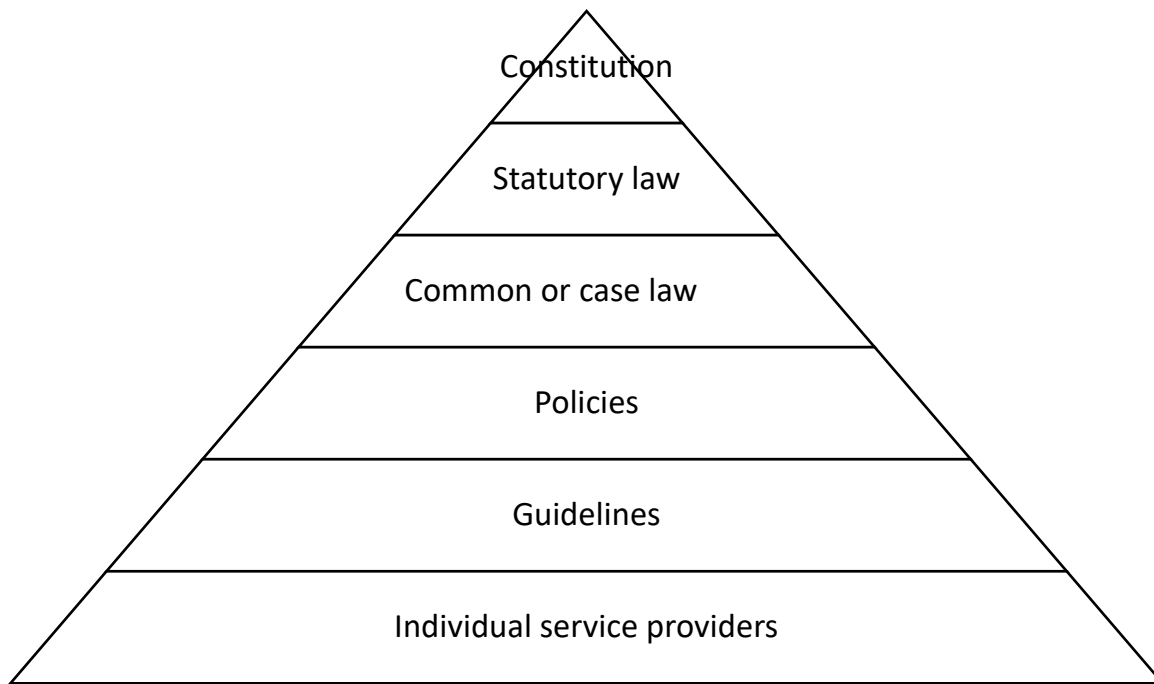 Constitution
Statutory law
Common or case law
Policies
Guidelines
Individual service providers